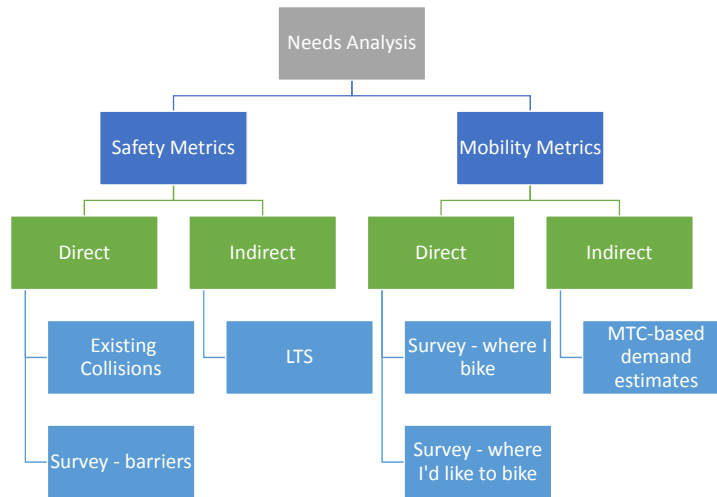 Needs Analysis
Safety Metrics
Mobility Metrics
Direct
Indirect
Direct
Indirect
Existing
Collisions
LTS
Survey - where I
bike
MTC-based
demand
estimates
Survey - barriers
Survey - where
I'd like to bike